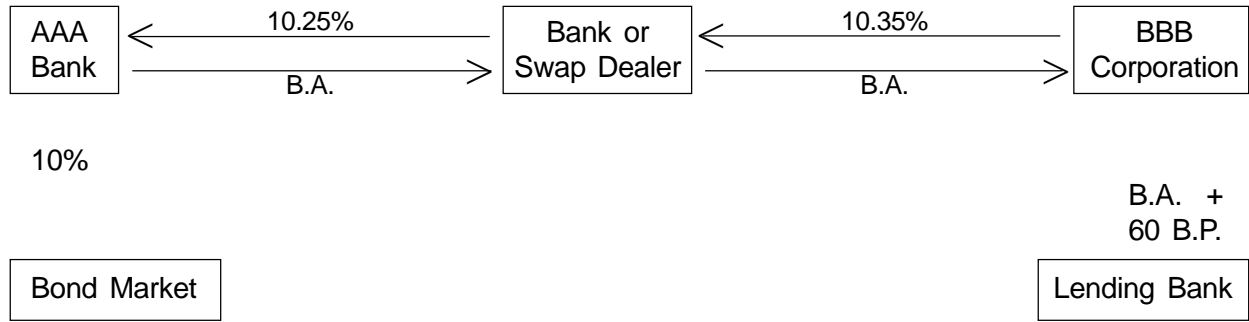 AAA
Bank
10.25%
B.A.
Bank or
Swap Dealer
10.35%
B.A.
BBB
Corporation
10%
B.A. +
60 B.P.
Bond Market
Lending Bank